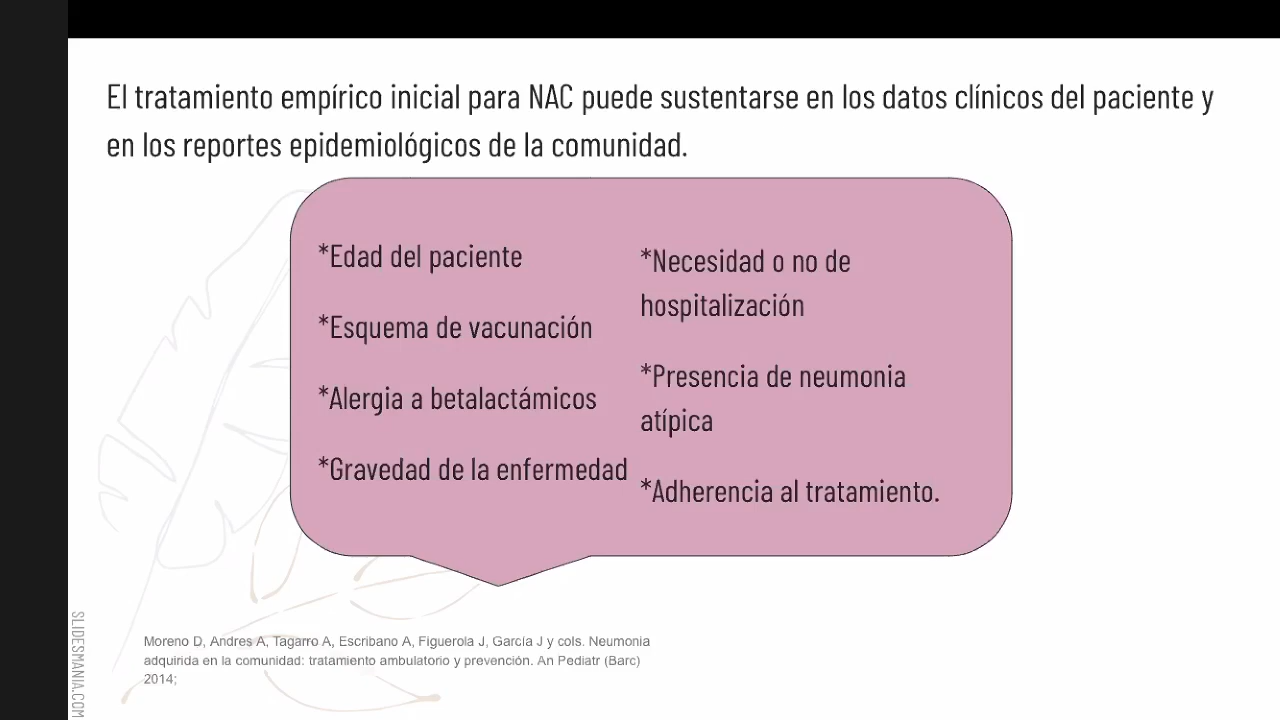 El tratamiento empírico inicial para NAC puede sustentarse en los datos clínicos del paciente y
en los reportes epidemiológicos de la comunidad.
*Edad del paciente
*Esquema de vacunación
*Alergia a betalactámicos
*Gravedad de la enfermedad
*Necesidad o no de
hospitalización
*Presencia de neumonia
atípica
*Adherencia al tratamiento.
Moreno D, Andres A, Tagarro A, Escribano A, Figuerola J, García J y cols. Neumonia
adquirida en la comunidad: tratamiento ambulatorio y prevención. An Pediatr (Barc)
2014;
SLIDESMANIA.COM